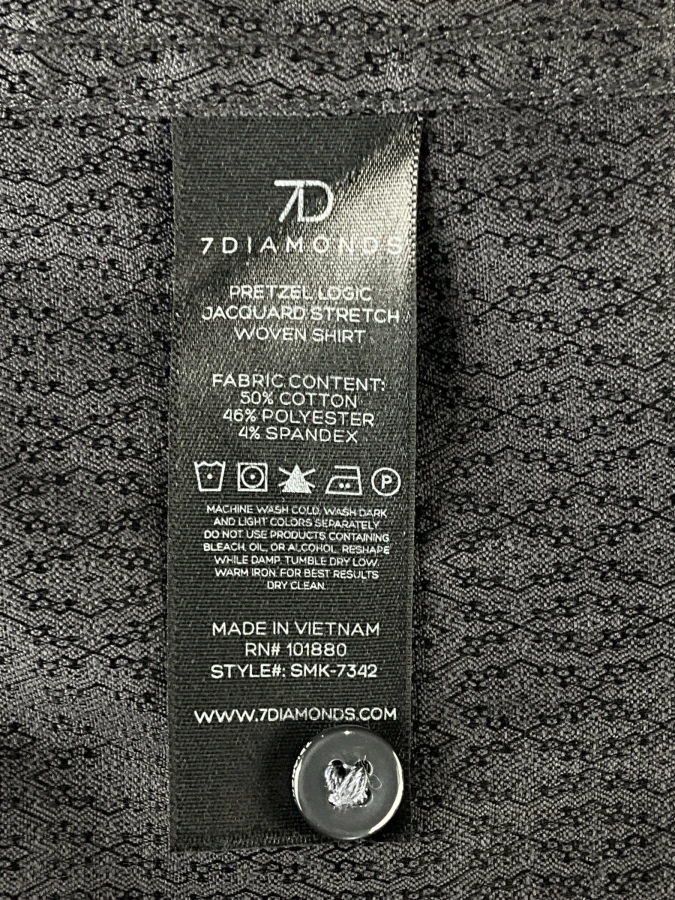 7D
7DIAMONDS
PRETZEL LOGIC
JACQUARD STRETCH
WOVEN SHIRT
FABRIC CONTENT:
50% COTTON
46% POLYESTER
4% SPANDEX
P
MACHINE WASH COLD. WASH DARK
AND LIGHT COLORS SEPARATELY
DO NOT USE PRODUCTS CONTAINING
BLEACH, OIL, OR ALCOHOL. RESHAPE
WHILE DAMP. TUMBLE DRY LOW.
WARM IRON. FOR BEST RESULTS
DRY CLEAN.
MADE IN VIETNAM
RN# 101880
STYLE#: SMK-7342
WWW.7DIAMONDS.COM